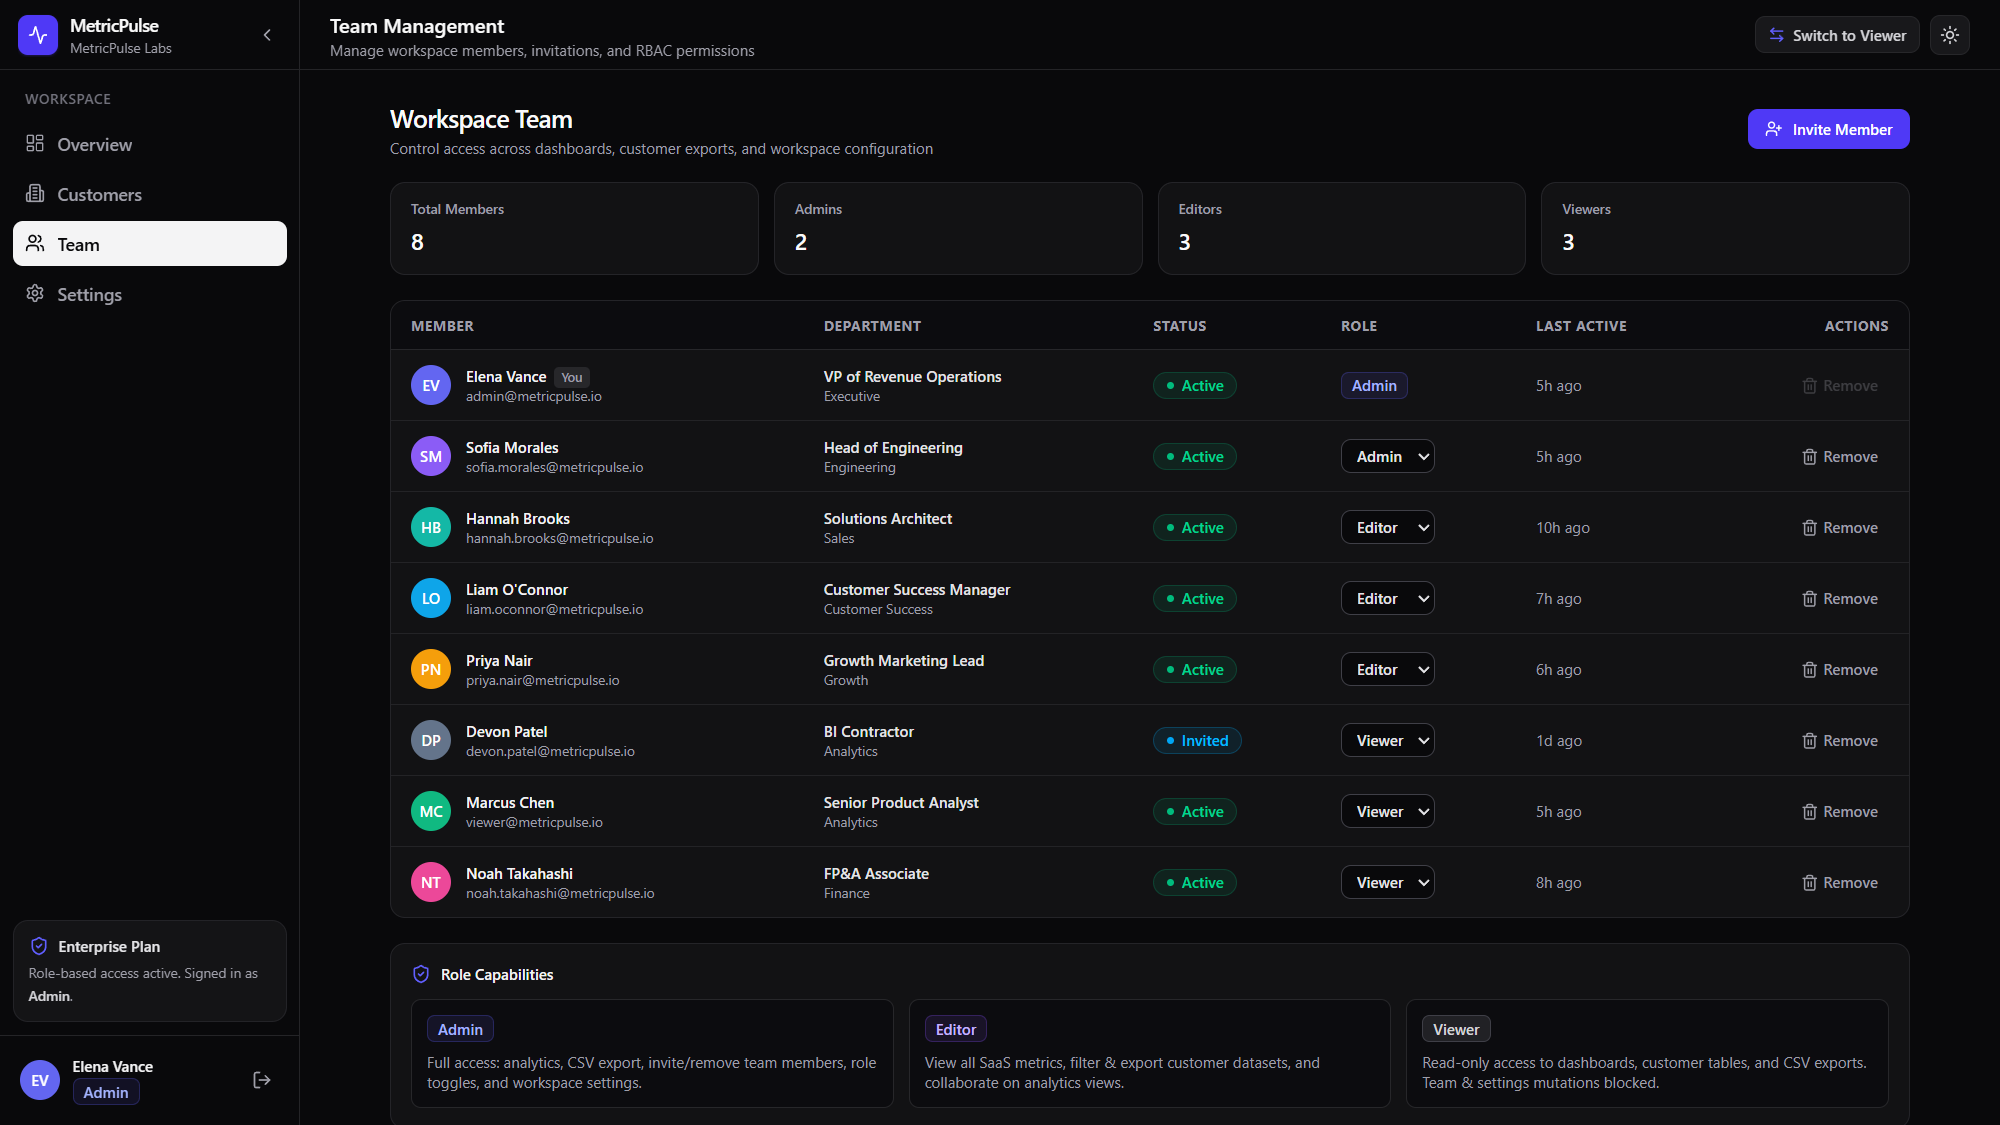 MetricPulse
MetricPulse Labs
WORKSPACE
Overview
Customers
Team
Settings
Enterprise Plan
Role-based access active. Signed in as
Admin.
EV
Elena Vance
Admin
Team Management
Manage workspace members, invitations, and RBAC permissions
Switch to Viewer
Workspace Team
Control access across dashboards, customer exports, and workspace configuration
Invite Member
Total Members
8
Admins
2
Editors
3
Viewers
3
MEMBER DEPARTMENT STATUS ROLE LAST ACTIVE ACTIONS
EV Elena Vance You VP of Revenue Operations Active Admin 5h ago Remove
admin@metricpulse.io Executive
SM Sofia Morales Head of Engineering Active Admin 5h ago Remove
sofia.morales@metricpulse.io Engineering
HB Hannah Brooks Solutions Architect Active Editor 10h ago Remove
hannah.brooks@metricpulse.io Sales
LO Liam O'Connor Customer Success Manager Active Editor 7h ago Remove
liam.oconnor@metricpulse.io Customer Success
PN Priya Nair Growth Marketing Lead Active Editor 6h ago Remove
priya.nair@metricpulse.io Growth
DP Devon Patel BI Contractor Invited Viewer 1d ago Remove
devon.patel@metricpulse.io Analytics
MC Marcus Chen Senior Product Analyst Active Viewer 5h ago Remove
viewer@metricpulse.io Analytics
NT Noah Takahashi FP&A Associate Active Viewer 8h ago Remove
noah.takahashi@metricpulse.io Finance
Role Capabilities
Admin
Full access: analytics, CSV export, invite/remove team members, role
toggles, and workspace settings.
Editor
View all SaaS metrics, filter & export customer datasets, and
collaborate on analytics views.
Viewer
Read-only access to dashboards, customer tables, and CSV exports.
Team & settings mutations blocked.